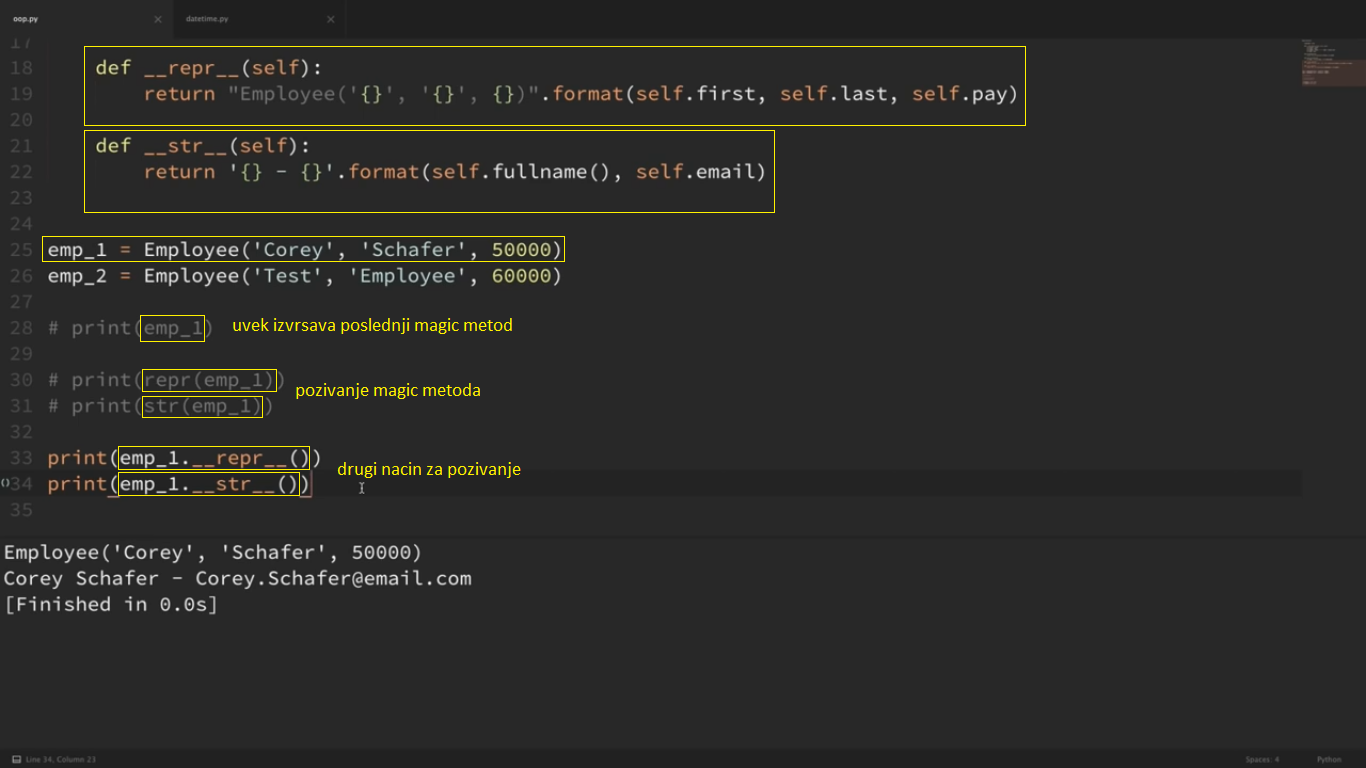 oop.py
datetime.py
17
18 def __repr__(self):
19 return "Employee('{}', '{}', {})".format(self.first, self.last, self.pay)
20
21 def __str__(self):
22 return '{} - {}'.format(self.fullname(), self.email)
23
24
25 emp_1 = Employee('Corey', 'Schafer', 50000)
26 emp_2 = Employee('Test', 'Employee', 60000)
27
28 # print(emp_1) uvek izvrsava poslednji magic metod
29
30 # print(repr(emp_1))
pozivanje magic metoda
31 # print(str(emp_1))
32
33 print(emp_1.__repr__())
drugi nacin za pozivanje
34 print(emp_1.__str__())
35
Employee('Corey', 'Schafer', 50000)
Corey Schafer - Corey.Schafer@email.com
[Finished in 0.0s]
Line 34, Column 23
Spaces: 4
Python